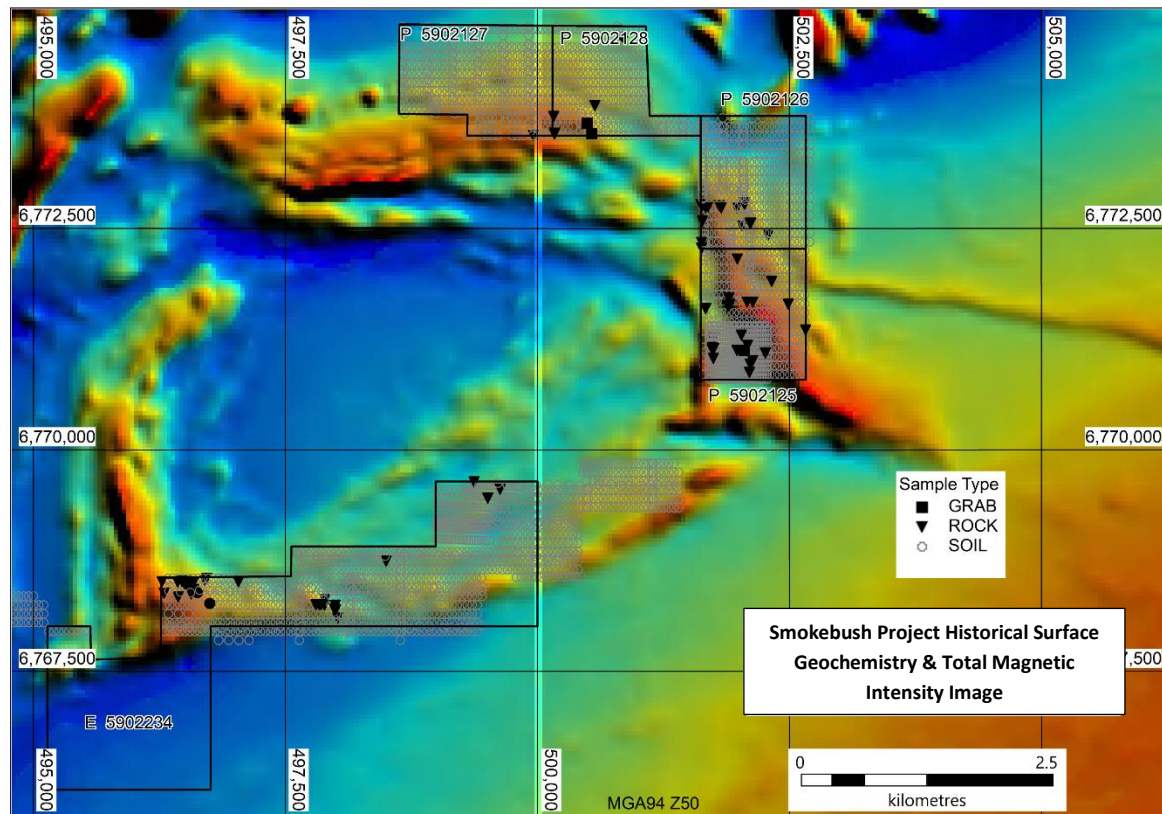 495,000
497,500
502,500
505,000
P 5902127
P 5902128
P 5902126
6,772,500
6,772,500
P 5902125
6,770,000
6,770,000
Sample Type
GRAB
ROCK
SOIL
Smokebush Project Historical Surface
Geochemistry & Total Magnetic
Intensity Image
6,767,500
7,500
E 5902234
495,000
497,500
500,000
0
2.5
kilometres
MGA94 Z50